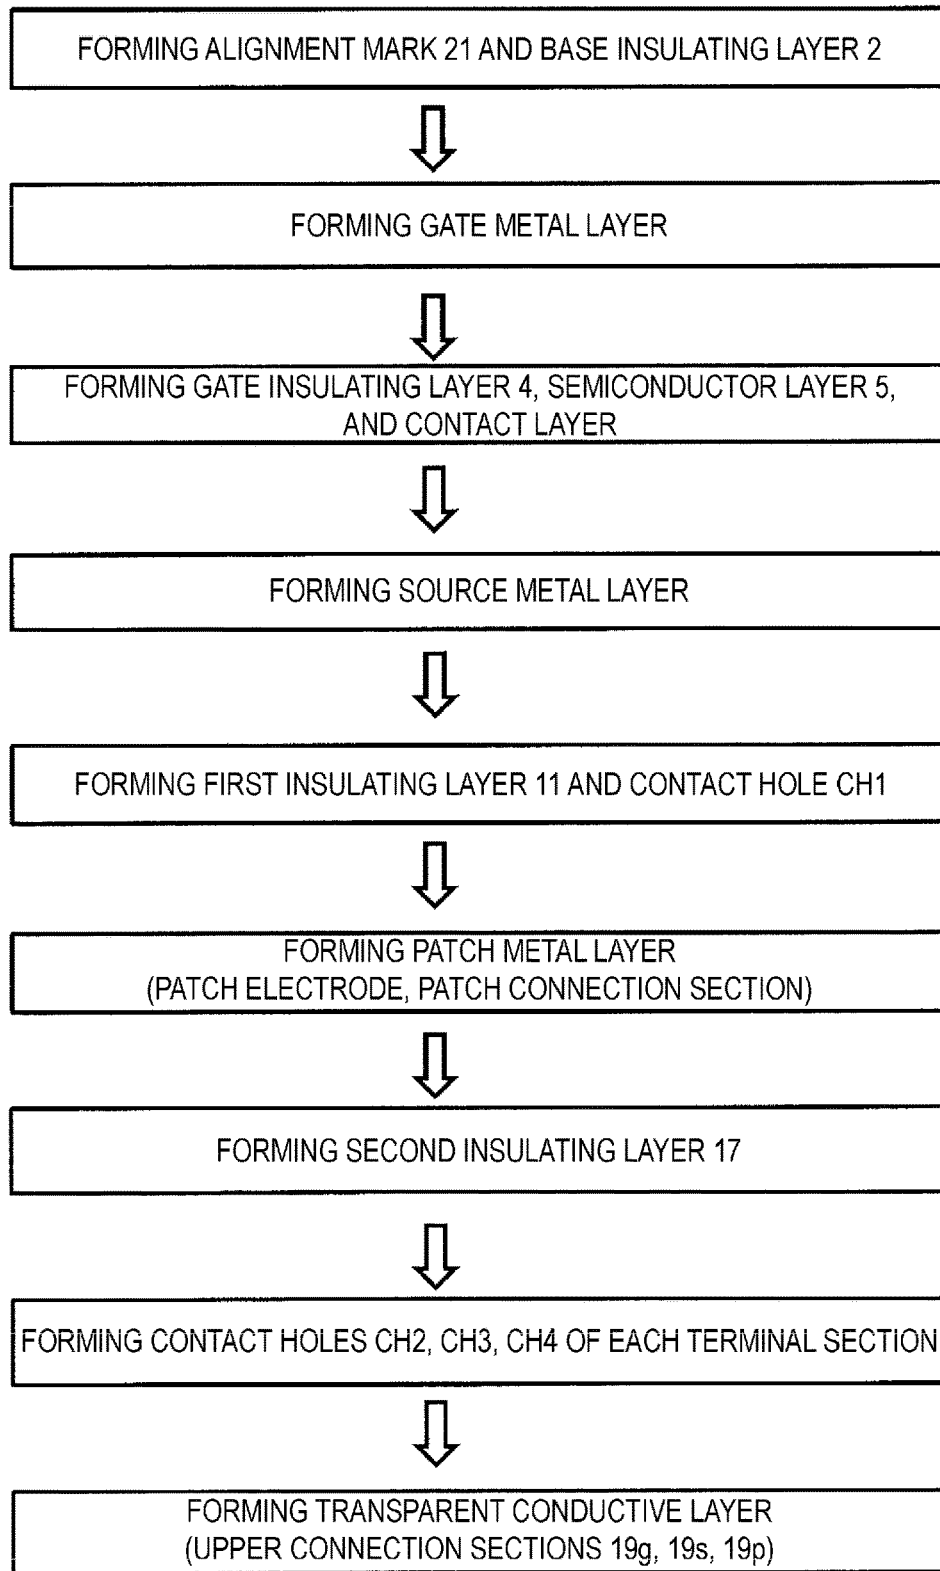 FORMING ALIGNMENT MARK 21 AND BASE INSULATING LAYER 2
FORMING GATE METAL LAYER
FORMING GATE INSULATING LAYER 4, SEMICONDUCTOR LAYER 5,
AND CONTACT LAYER
FORMING SOURCE METAL LAYER
FORMING FIRST INSULATING LAYER 11 AND CONTACT HOLE CH1
FORMING PATCH METAL LAYER
(PATCH ELECTRODE, PATCH CONNECTION SECTION)
FORMING SECOND INSULATING LAYER 17
FORMING CONTACT HOLES CH2, CH3, CH4 OF EACH TERMINAL SECTION
FORMING TRANSPARENT CONDUCTIVE LAYER
(UPPER CONNECTION SECTIONS 19g, 19s, 19p)